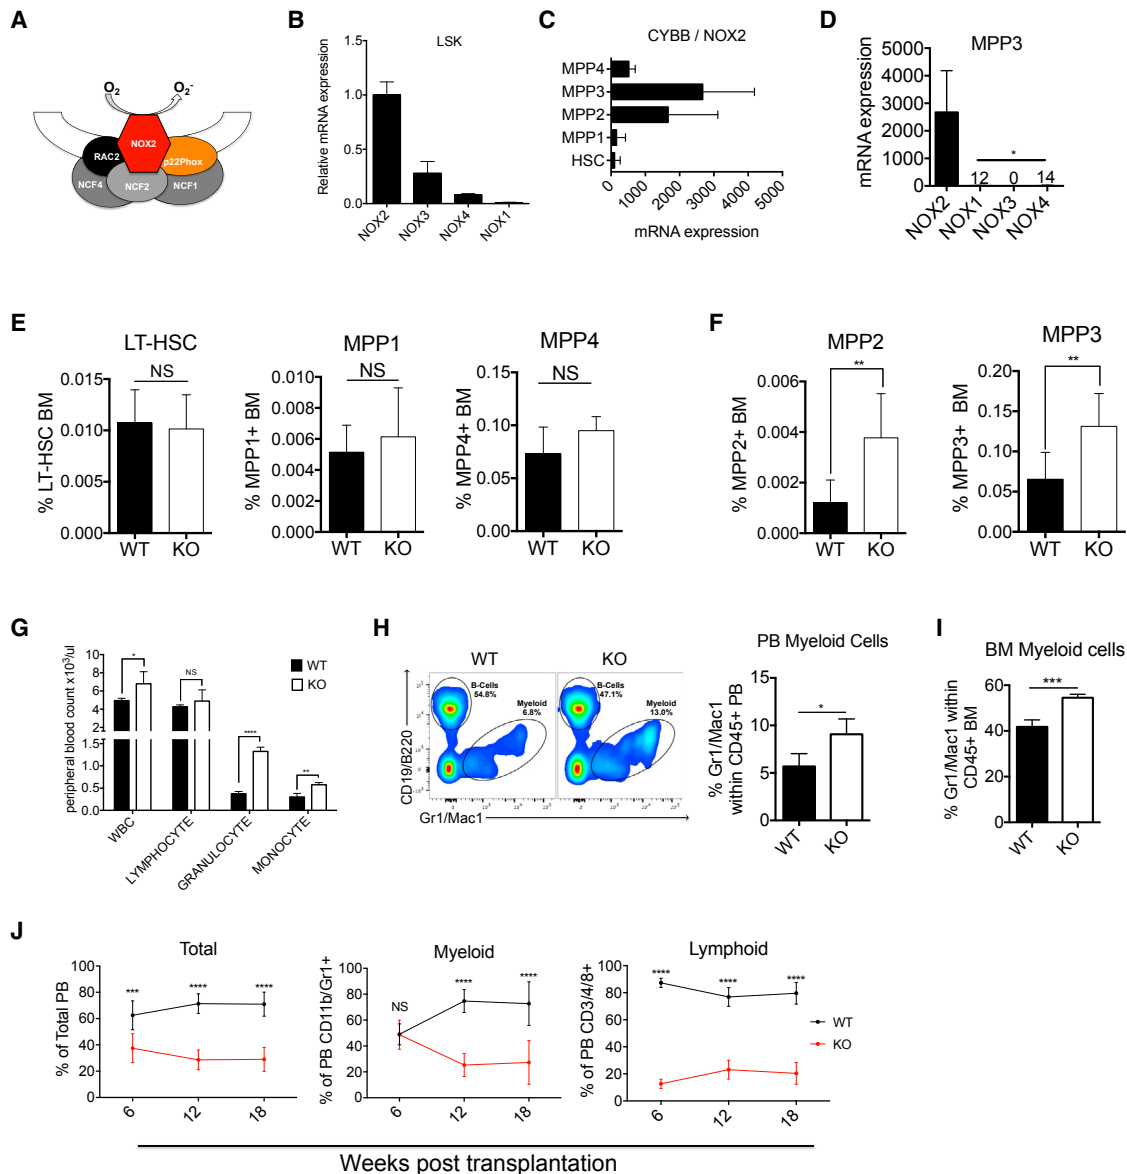 A
O2
O2-
NOX2
RAC2
p22Phox
NCF4
NCF2
NCF1
B
LSK
Relative mRNA expression
1.5
1.0
0.5
0.0
NOX2
NOX3
NOX4
NOX1
C
CYBB / NOX2
MPP4
MPP3
MPP2
MPP1
HSC
0
1000
2000
3000
4000
5000
mRNA expression
D
MPP3
mRNA expression
5000
4000
3000
2000
1000
0
*
12
0
14
NOX2
NOX1
NOX3
NOX4
E
LT-HSC
NS
% LT-HSC BM
0.015
0.010
0.005
0.000
WT
KO
MPP1
NS
% MPP1+ BM
0.010
0.008
0.006
0.004
0.002
0.000
WT
KO
MPP4
NS
% MPP4+ BM
0.15
0.10
0.05
0.00
WT
KO
F
MPP2
**
% MPP2+ BM
0.006
0.004
0.002
0.000
WT
KO
MPP3
**
% MPP3+ BM
0.20
0.15
0.10
0.05
0.00
WT
KO
G
peripheral blood count x10^3/ul
10
8
6
4
2
1.5
1.0
0.5
0.0
*
NS
****
**
WT
KO
WBC
LYMPHOCYTE
GRANULOCYTE
MONOCYTE
H
WT
KO
B-Cells
54.8%
Myeloid
6.8%
B-Cells
47.1%
Myeloid
13.0%
CD19/B220
Gr1/Mac1
PB Myeloid Cells
*
% Gr1/Mac1
within CD45+ PB
15
10
5
0
WT
KO
I
BM Myeloid cells
***
% Gr1/Mac1 within
CD45+ BM
60
40
20
0
WT
KO
J
Total
% of Total PB
100
80
60
40
20
0
***
****
****
6
12
18
Myeloid
% of PB CD11b/Gr1+
100
80
60
40
20
0
NS
****
****
6
12
18
Lymphoid
% of PB CD3/4/8+
100
80
60
40
20
0
****
****
****
6
12
18
WT
KO
Weeks post transplantation